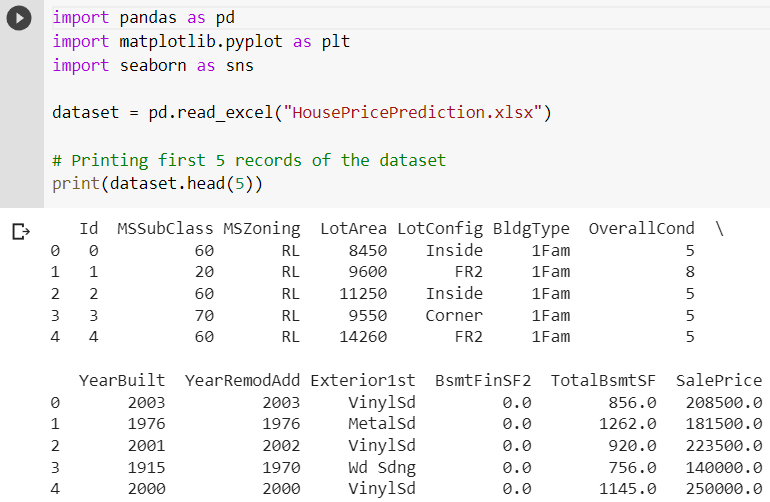 import pandas as pd
import matplotlib.pyplot as plt
import seaborn as sns
dataset = pd.read_excel("HousePricePrediction.xlsx")
# Printing first 5 records of the dataset
print(dataset.head(5))
Id MSSubClass MSZoning LotArea LotConfig BldgType OverallCond \
0 0 60 RL 8450 Inside 1Fam 5
1 1 20 RL 9600 FR2 1Fam 8
2 2 60 RL 11250 Inside 1Fam 5
3 3 70 RL 9550 Corner 1Fam 5
4 4 60 RL 14260 FR2 1Fam 5
YearBuilt YearRemodAdd Exterior1st BsmtFinSF2 TotalBsmtSF SalePrice
0 2003 2003 VinylSd 0.0 856.0 208500.0
1 1976 1976 MetalSd 0.0 1262.0 181500.0
2 2001 2002 VinylSd 0.0 920.0 223500.0
3 1915 1970 Wd Sdng 0.0 756.0 140000.0
4 2000 2000 VinylSd 0.0 1145.0 250000.0